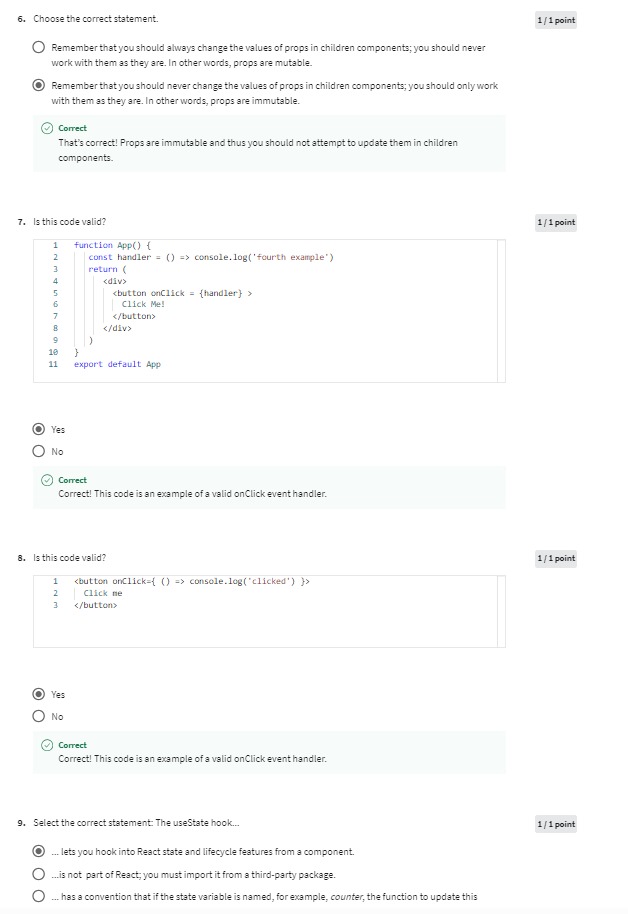 6. Choose the correct statement.
1 / 1 point
Remember that you should always change the values of props in children components; you should never
work with them as they are. In other words, props are mutable.
Remember that you should never change the values of props in children components; you should only work
with them as they are. In other words, props are immutable.
Correct
That's correct! Props are immutable and thus you should not attempt to update them in children
components.
7. Is this code valid?
1 / 1 point
1 function App() {
2 const handler = () => console.log('fourth example')
3 return (
4 <div>
5 <button onClick = {handler} >
6 Click Me!
7 </button>
8 </div>
9 )
10 }
11 export default App
Yes
No
Correct
Correct! This code is an example of a valid onClick event handler.
8. Is this code valid?
1 / 1 point
1 <button onClick={ () => console.log('clicked') }>
2 Click me
3 </button>
Yes
No
Correct
Correct! This code is an example of a valid onClick event handler.
9. Select the correct statement: The useState hook...
1 / 1 point
... lets you hook into React state and lifecycle features from a component.
...is not part of React; you must import it from a third-party package.
... has a convention that if the state variable is named, for example, counter, the function to update this